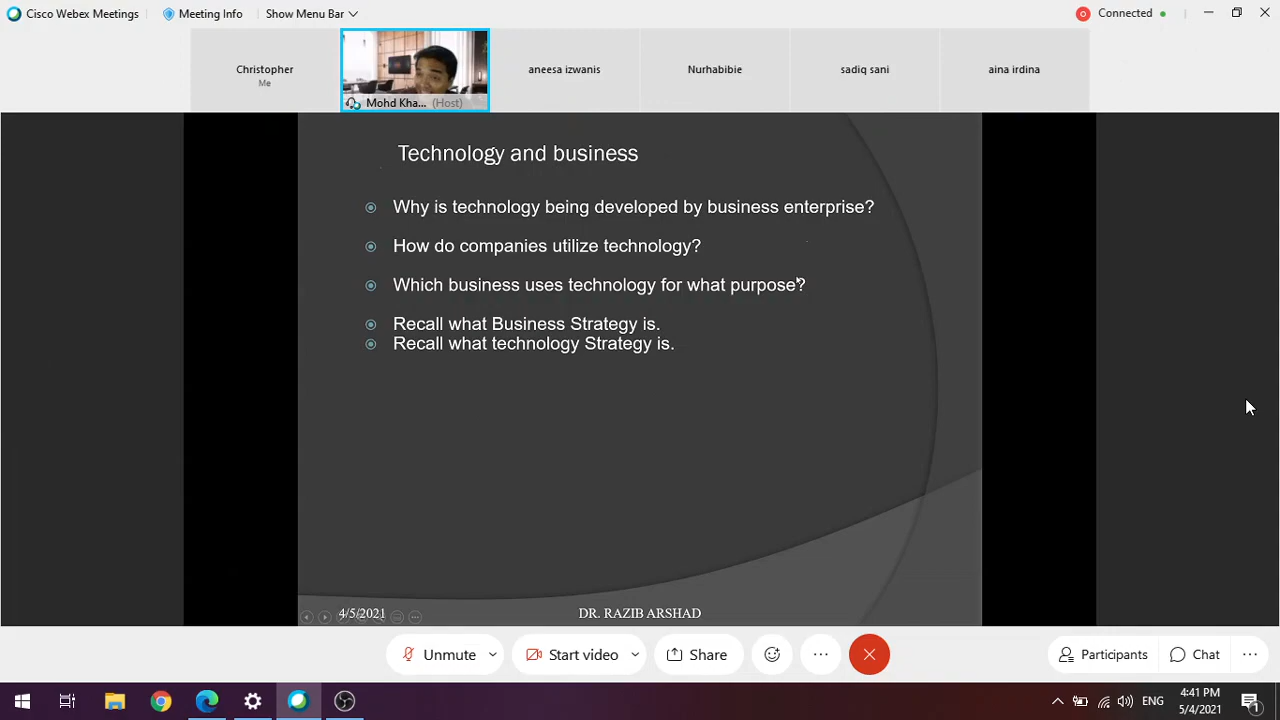 Cisco Webex Meetings
Meeting Info
Show Menu Bar
Connected
Christopher
Me
Mohd Kha... (Host)
aneesa izwanis
Nurhabibie
sadiq sani
aina irdina
Technology and business
Why is technology being developed by business enterprise?
How do companies utilize technology?
Which business uses technology for what purpose?
Recall what Business Strategy is.
Recall what technology Strategy is.
4/5/2021
DR. RAZIB ARSHAD
Unmute
Start video
Share
Participants
Chat
ENG
4:41 PM
5/4/2021
1